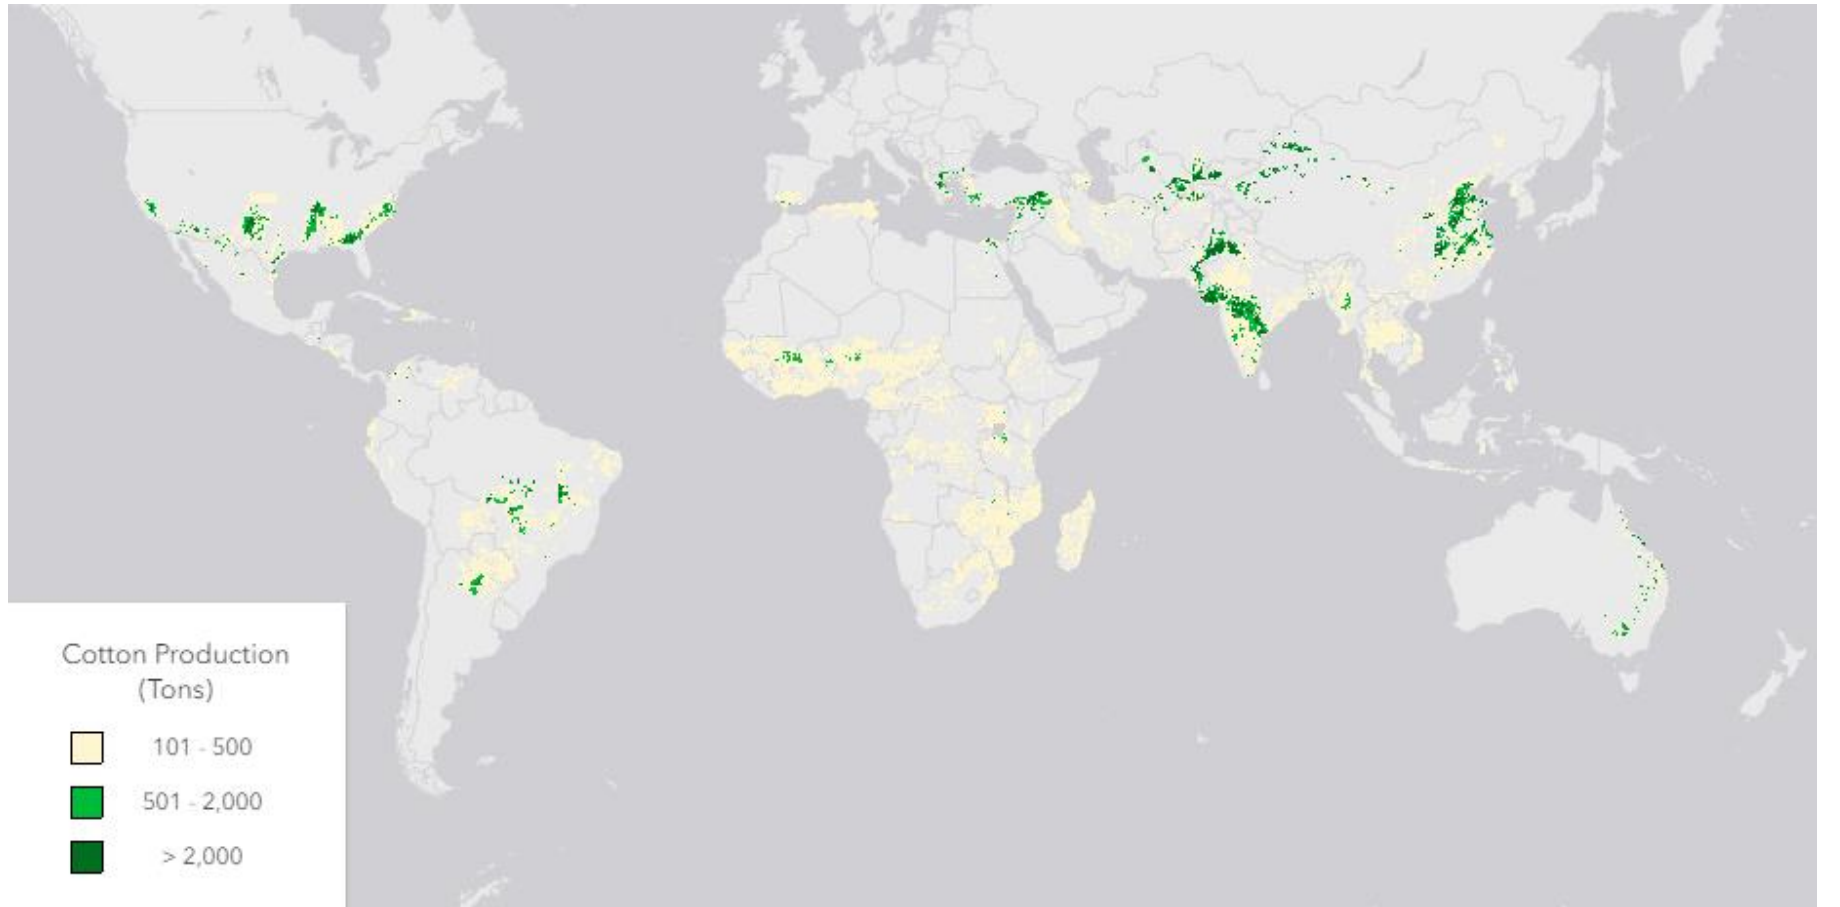 Cotton Production
(Tons)
101 - 500
501 - 2,000
> 2,000